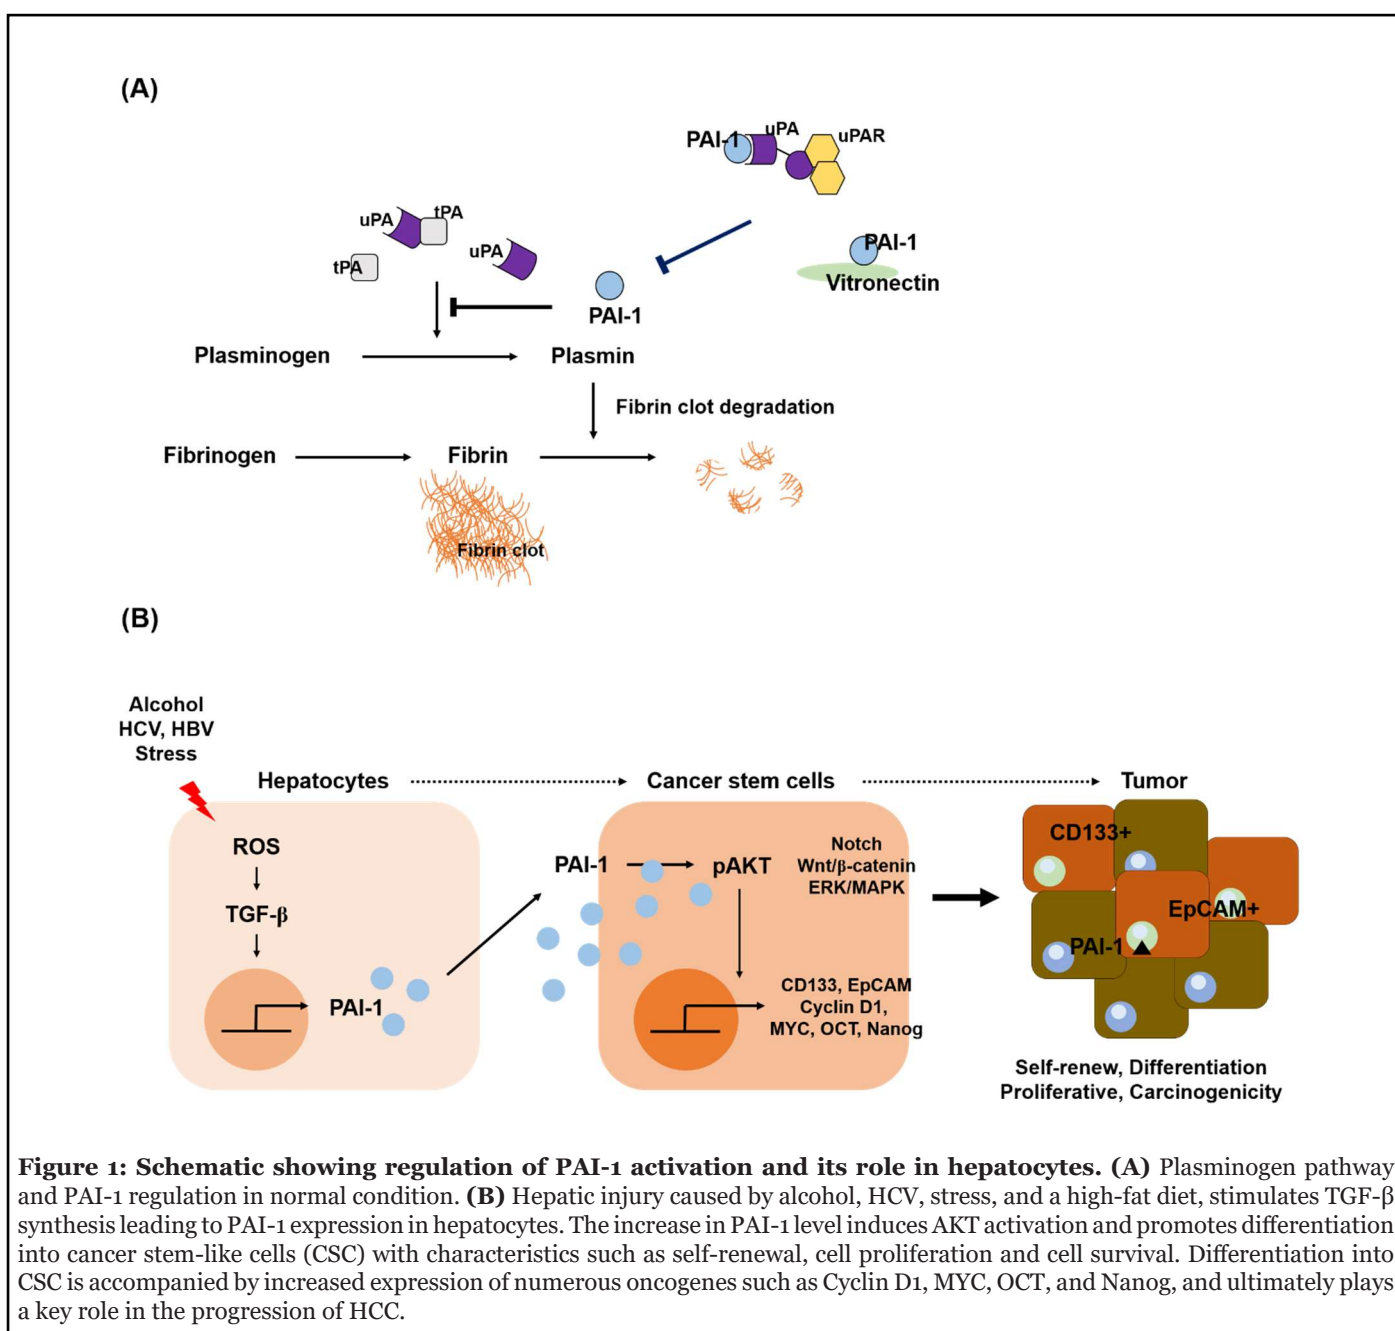 (A)
PAI-1
uPA
uPAR
uPA
tPA
uPA
tPA
PAI-1
Vitronectin
PAI-1
Plasminogen
Plasmin
Fibrin clot degradation
Fibrinogen
Fibrin
Fibrin clot
(B)
Alcohol
HCV, HBV
Stress
Hepatocytes
Cancer stem cells
Tumor
ROS
TGF-β
PAI-1
PAI-1
pAKT
Notch
Wnt/β-catenin
ERK/MAPK
CD133, EpCAM
Cyclin D1,
MYC, OCT, Nanog
CD133+
EpCAM+
PAI-1
Self-renew, Differentiation
Proliferative, Carcinogenicity
Figure 1: Schematic showing regulation of PAI-1 activation and its role in hepatocytes. (A) Plasminogen pathway
and PAI-1 regulation in normal condition. (B) Hepatic injury caused by alcohol, HCV, stress, and a high-fat diet, stimulates TGF-β
synthesis leading to PAI-1 expression in hepatocytes. The increase in PAI-1 level induces AKT activation and promotes differentiation
into cancer stem-like cells (CSC) with characteristics such as self-renewal, cell proliferation and cell survival. Differentiation into
CSC is accompanied by increased expression of numerous oncogenes such as Cyclin D1, MYC, OCT, and Nanog, and ultimately plays
a key role in the progression of HCC.